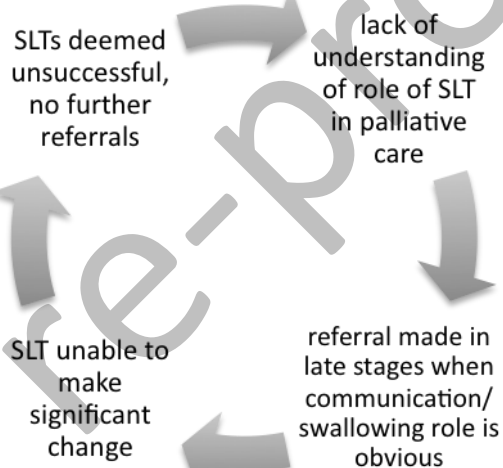 SLTs deemed
unsuccessful,
no further
referrals
lack of
understanding
of role of SLT
in palliative
care
referral made in
late stages when
communication/
swallowing role is
obvious
SLT unable to
make
significant
change
re-pro